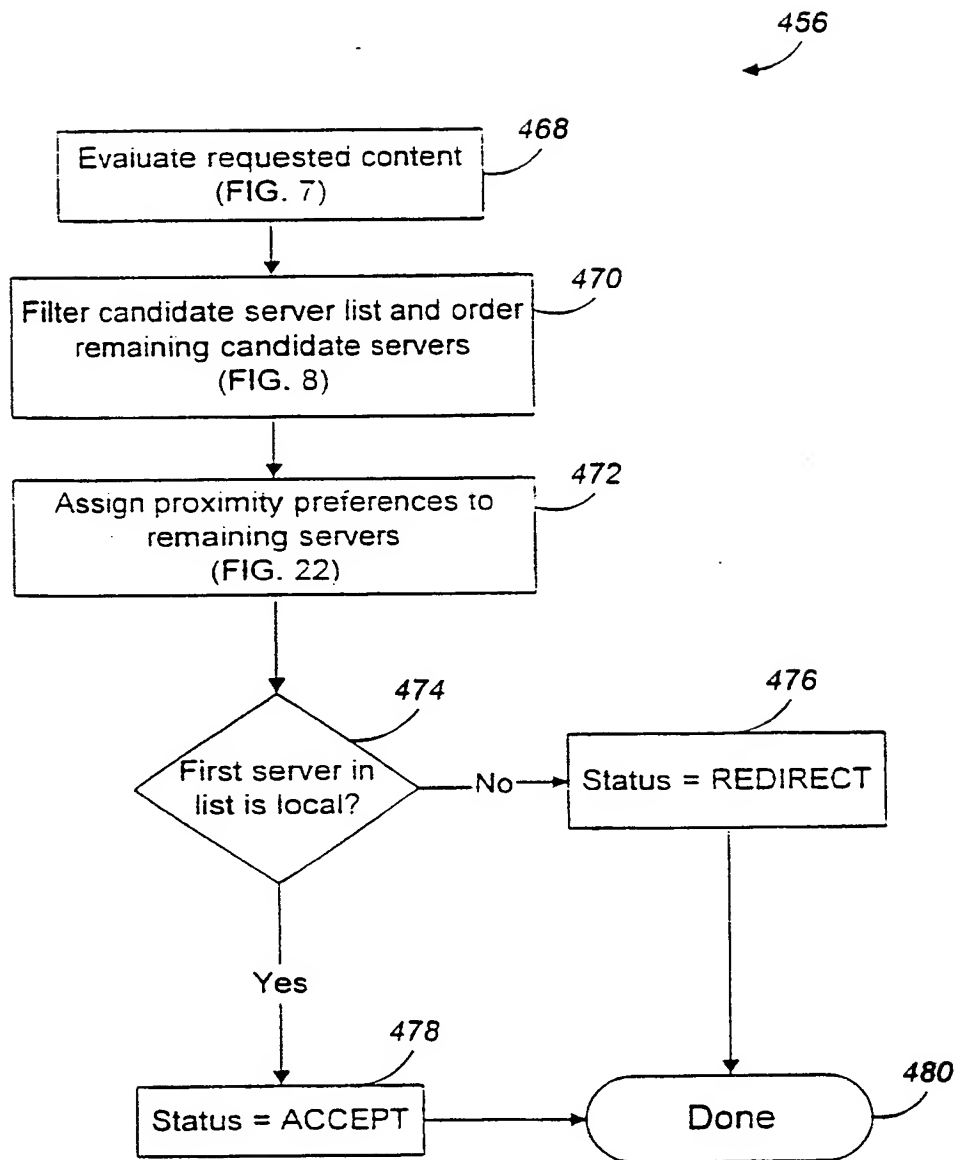 456
468
Evaluate requested content
(FIG. 7)
470
Filter candidate server list and order
remaining candidate servers
(FIG. 8)
472
Assign proximity preferences to
remaining servers
(FIG. 22)
474
First server in
list is local?
No
476
Status = REDIRECT
Yes
478
Status = ACCEPT
480
Done